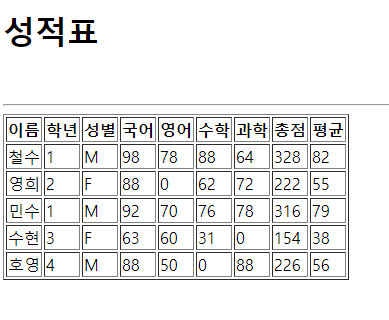 성적표
이름 학년 성별 국어 영어 수학 과학 총점 평균
철수 1 M 98 78 88 64 328 82
영희 2 F 88 0 62 72 222 55
민수 1 M 92 70 76 78 316 79
수현 3 F 63 60 31 0 154 38
호영 4 M 88 50 0 88 226 56